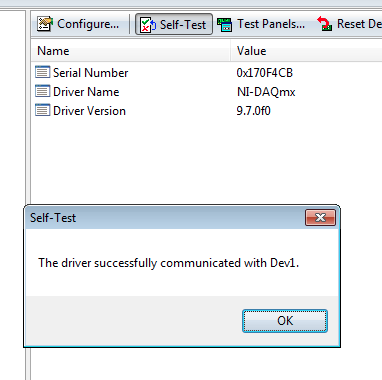 Configure... Self-Test Test Panels... Reset De
Name Value
Serial Number 0x170F4CB
Driver Name NI-DAQmx
Driver Version 9.7.0f0
Self-Test
The driver successfully communicated with Dev1.
OK